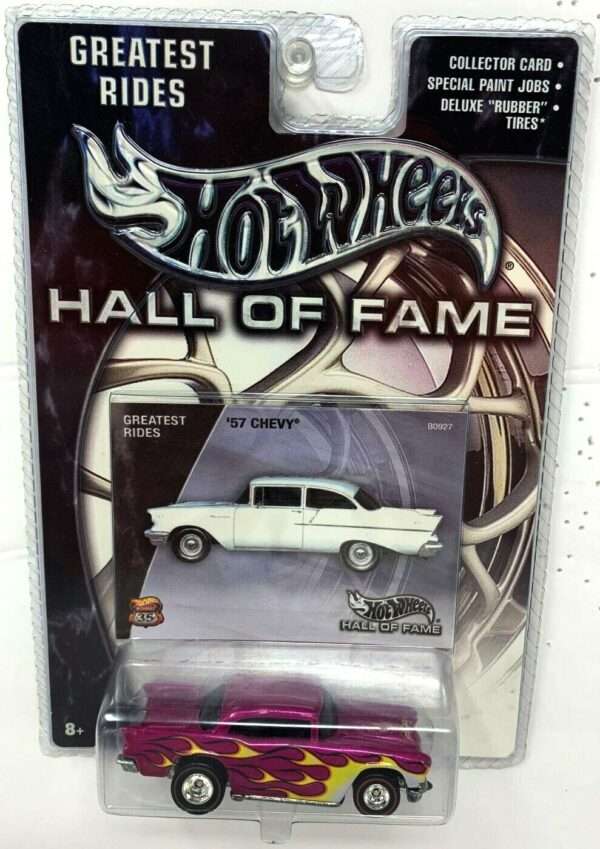 GREATEST
RIDES
COLLECTOR CARD •
SPECIAL PAINT JOBS •
DELUXE "RUBBER" •
TIRES*
HOT WHEELS
®
HALL OF FAME
GREATEST
RIDES
'57 CHEVY®
B0927
35
HOT WHEELS®
HALL OF FAME
8+